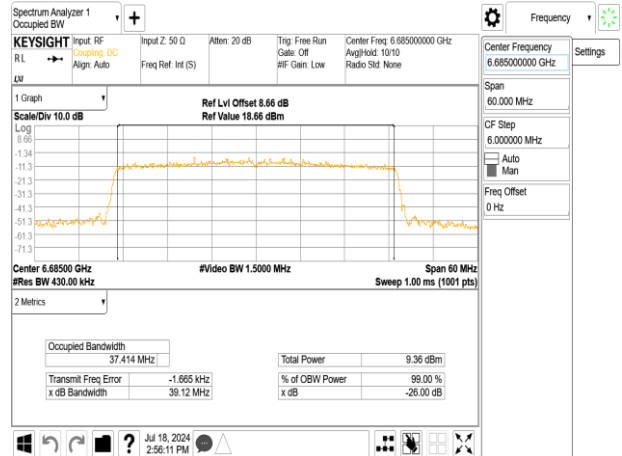 Spectrum Analyzer 1
Occupied BW
Frequency
KEYSIGHT
Input: RF
Coupling: DC
Align: Auto
Input Z: 50 Ω
Freq Ref: Int (S)
Atten: 20 dB
Trig: Free Run
Gate: Off
#IF Gain: Low
Center Freq: 6.685000000 GHz
Avg|Hold: 10/10
Radio Std: None
RL
LXI
Center Frequency
6.685000000 GHz
Settings
Span
60.000 MHz
CF Step
6.000000 MHz
Auto
Man
Freq Offset
0 Hz
1 Graph
Scale/Div 10.0 dB
Ref Lvl Offset 8.66 dB
Ref Value 18.66 dBm
Log
8.66
-1.34
-11.3
-21.3
-31.3
-41.3
-51.3
-61.3
-71.3
Center 6.68500 GHz
#Res BW 430.00 kHz
#Video BW 1.5000 MHz
Span 60 MHz
Sweep 1.00 ms (1001 pts)
2 Metrics
Occupied Bandwidth
37.414 MHz
Total Power 9.36 dBm
Transmit Freq Error -1.665 kHz
% of OBW Power 99.00 %
x dB Bandwidth 39.12 MHz
x dB -26.00 dB
Jul 18, 2024
2:56:11 PM